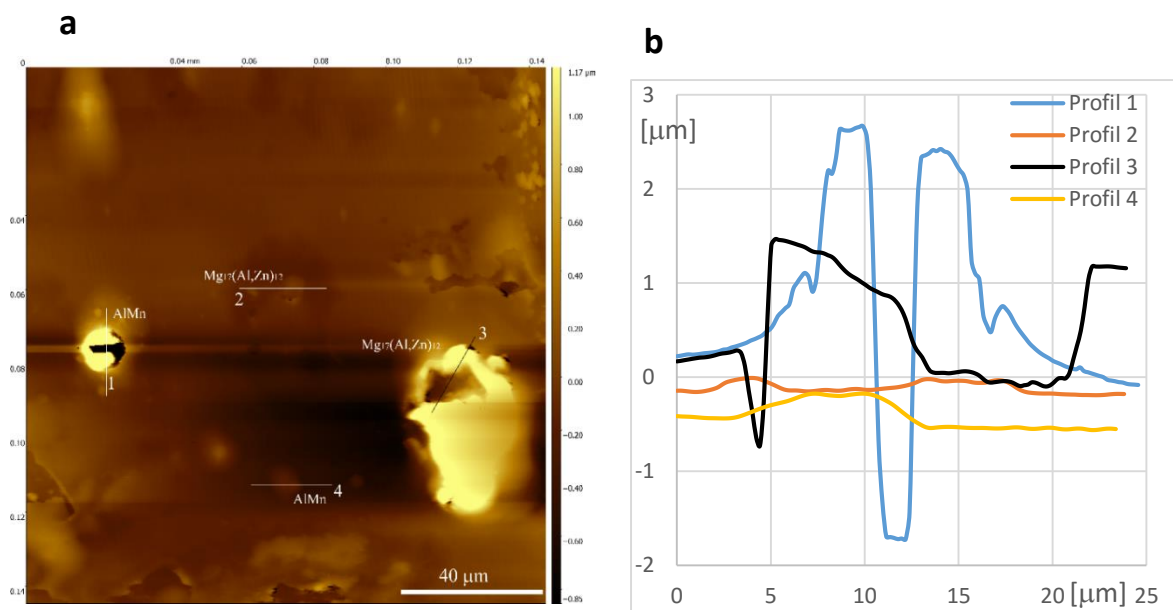 a
0 0.04 mm 0.06 0.08 0.10 0.12 0.14
0.04
0.06
0.08
0.10
0.12
0.14
Mg17(Al,Zn)12
2
AlMn
1
3
Mg17(Al,Zn)12
4
AlMn
40 μm
1.17 μm
0.80
0.60
0.40
0.20
0.00
-0.20
-0.40
-0.60
-0.85
b
[μm]
3
2
1
0
-1
-2
Profil 1
Profil 2
Profil 3
Profil 4
0 5 10 15 20 [μm] 25